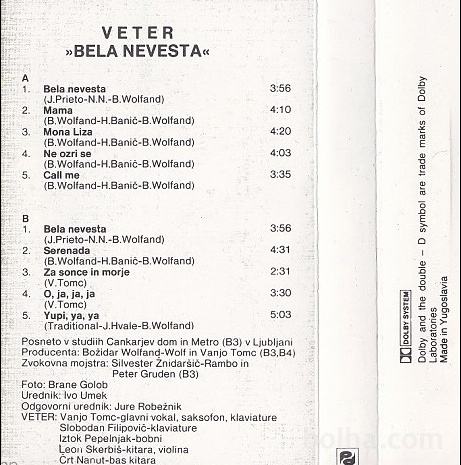 VETER
»BELA NEVESTA«
A
1. Bela nevesta 3:56
(J.Prieto-N.N.-B.Wolfand)
2. Mama 4:10
(B.Wolfand-H.Banič-B.Wolfand)
3. Mona Liza 4:20
(B.Wolfand-H.Banič-B.Wolfand)
4. Ne ozri se 4:03
(B.Wolfand-H.Banič-B.Wolfand)
5. Call me 3:35
(B.Wolfand-H.Banič-B.Wolfand)
B
1. Bela nevesta 3:56
(J.Prieto-N.N.-B.Wolfand)
2. Serenada 4:31
(B.Wolfand-H.Banič-B.Wolfand)
3. Za sonce in morje 2:31
(V.Tomc)
4. O, ja, ja, ja 3:30
(V.Tomc)
5. Yupi, ya, ya 5:03
(Traditional-J.Hvale-B.Wolfand)
Posneto v studiih Cankarjev dom in Metro (B3) v Ljubljani
Producenta: Božidar Wolfand-Wolf in Vanjo Tomc (B3,B4)
Zvokovna mojstra: Silvester Žnidaršič-Rambo in
Peter Gruden (B3)
Foto: Brane Golob
Urednik: Ivo Umek
Odgovorni urednik: Jure Robežnik
VETER: Vanjo Tomc-glavni vokal, saksofon, klaviature
Slobodan Filipovič-klaviature
Iztok Pepelnjak-bobni
Leon Skerbiš-kitara, violina
Črt Nanut-bas kitara
DOLBY SYSTEM
Dolby and the double – D symbol are trade marks of Dolby
Laboratories
Made in Yugoslavia
bolha.com